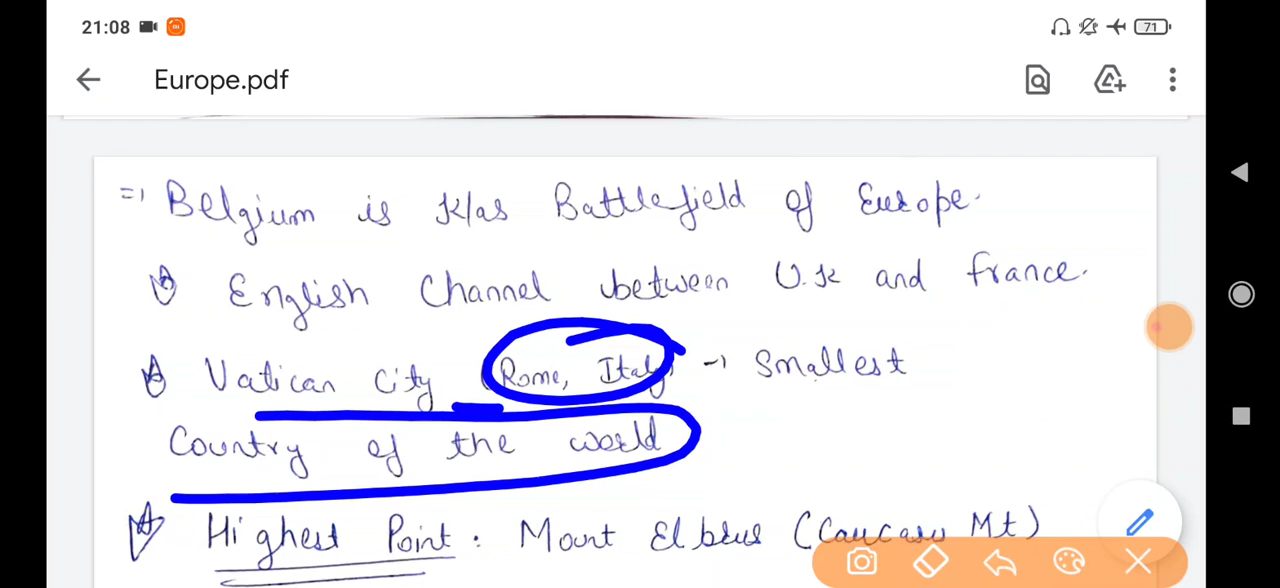 21:08
71
Europe.pdf
=) Belgium is K/as Battlefield of Europe.
English Channel between U.K and France.
Vatican City (Rome, Italy) → Smallest
Country of the world
Highest Point : Mount Elbrus (Caucasus Mt)